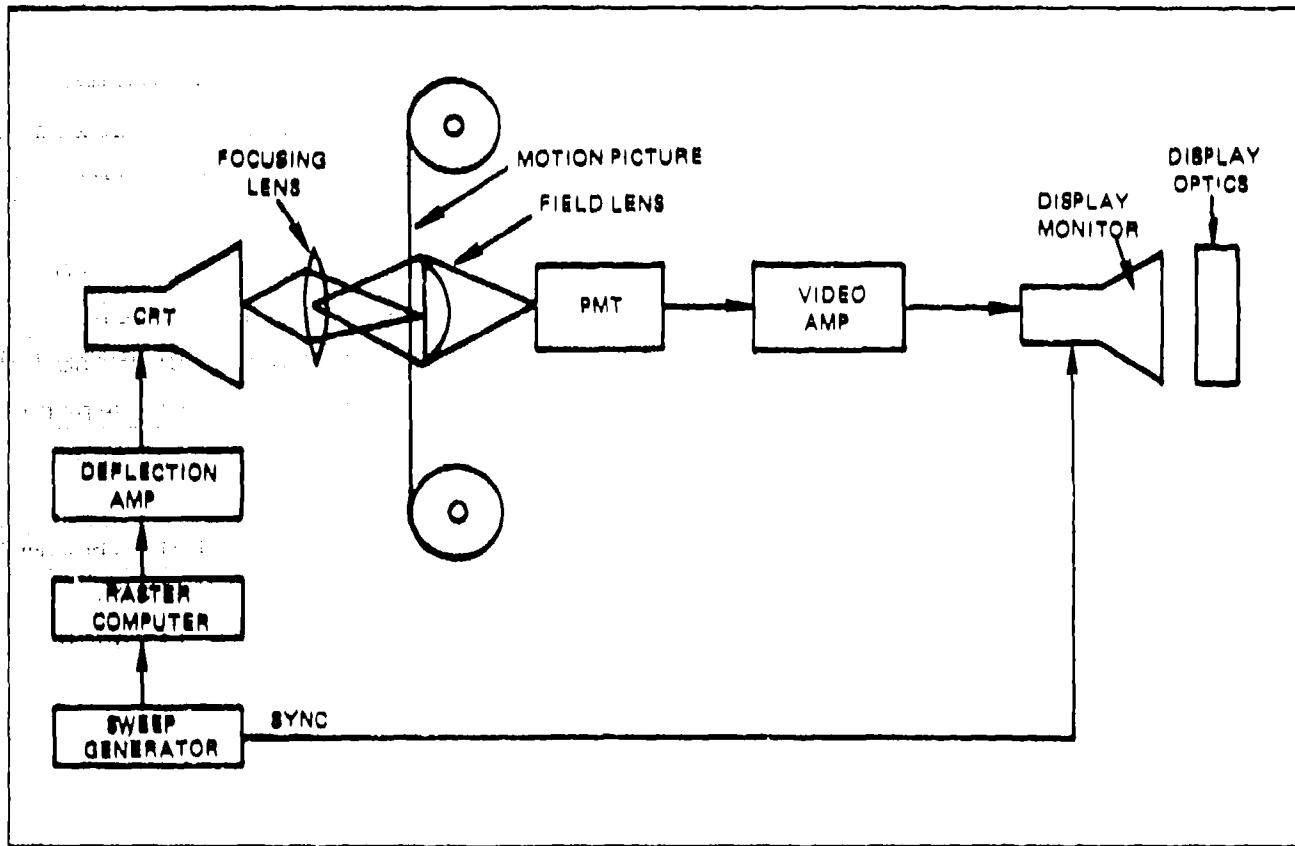 FOCUSING
LENS
MOTION PICTURE
FIELD LENS
DISPLAY
OPTICS
DISPLAY
MONITOR
CRT
PMT
VIDEO
AMP
DEFLECTION
AMP
RASTER
COMPUTER
SWEEP
GENERATOR
SYNC